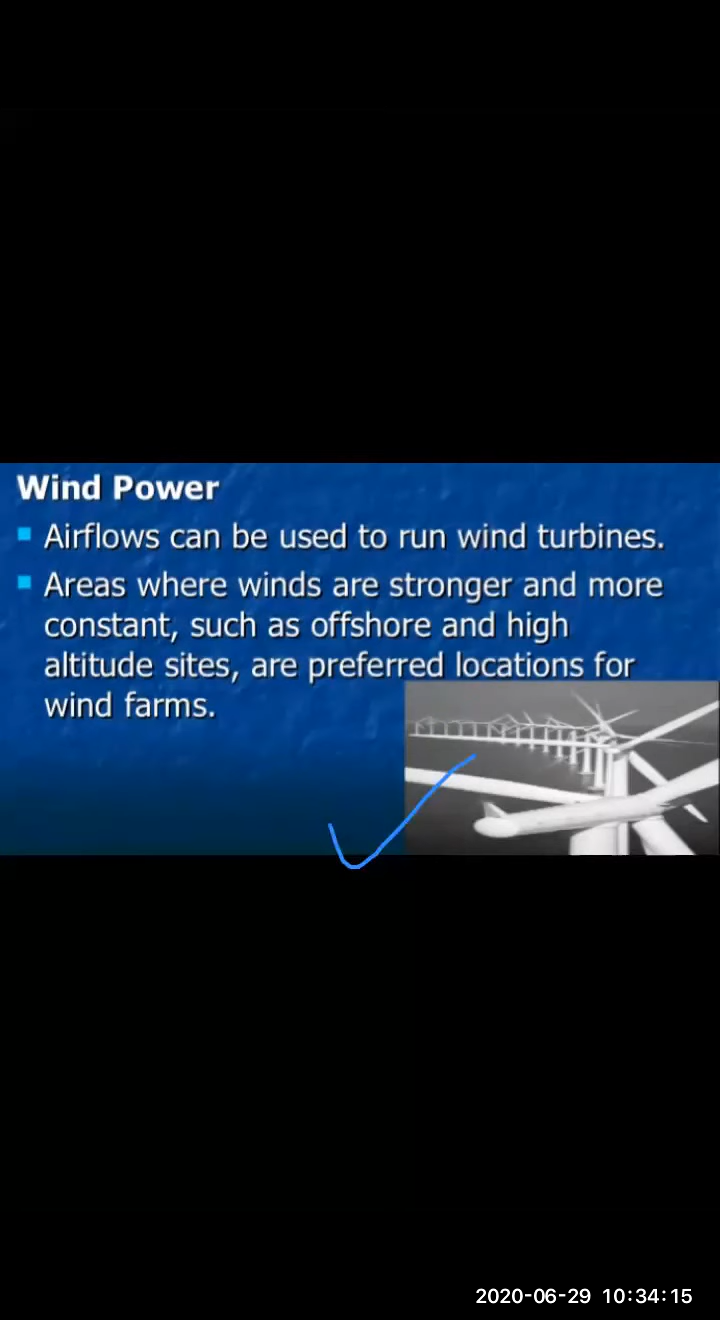 Wind Power
Airflows can be used to run wind turbines.
Areas where winds are stronger and more
constant, such as offshore and high
altitude sites, are preferred locations for
wind farms.
2020-06-29 10:34:15